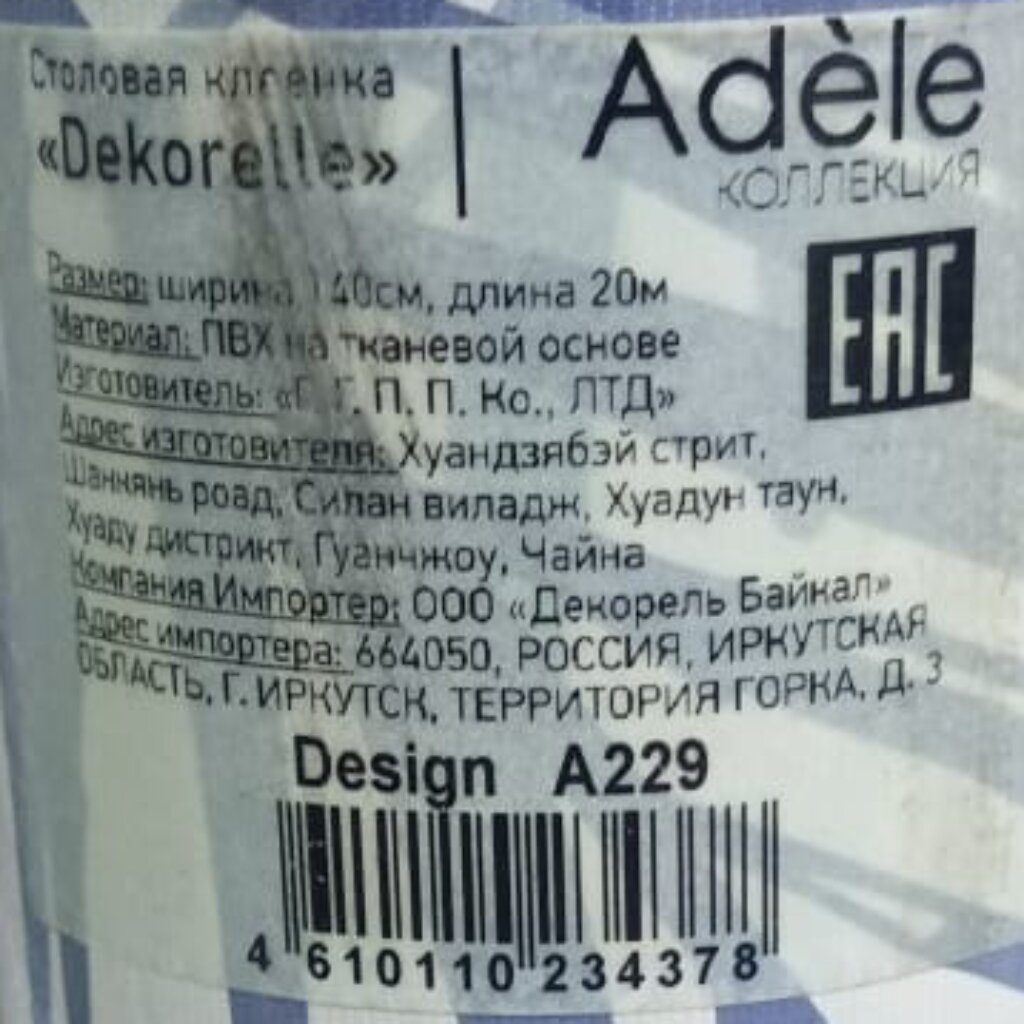 Столовая клеенка
«Dekorelle»
Adèle
КОЛЛЕКЦИЯ
EAC
Размер: ширина 140см, длина 20м
Материал: ПВХ на тканевой основе
Изготовитель: П. П. Ко., ЛТД»
Адрес изготовителя: Хуандзябэй стрит,
Шанкянь роад, Силан виладж, Хуадун таун,
Хуаду дистрикт, Гуанчжоу, Чайна
Компания Импортер: ООО «Декорель Байкал»
Адрес импортера: 664050, РОССИЯ, ИРКУТСКАЯ
ОБЛАСТЬ, Г. ИРКУТСК, ТЕРРИТОРИЯ ГОРКА, Д. 3
Design A229
4 610110 234378